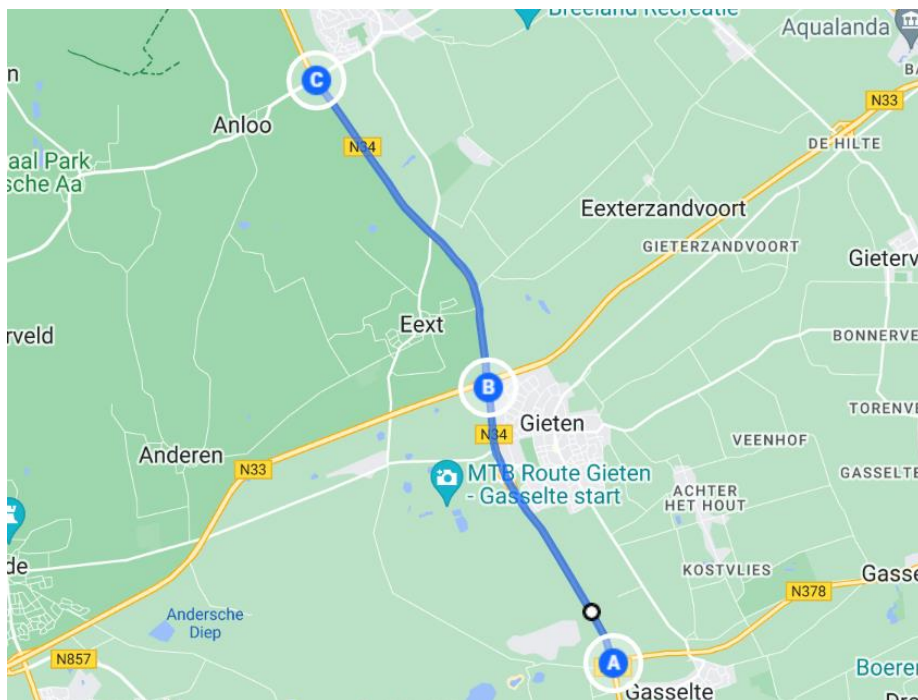 Breeland Recreatie
Aqualanda
C
N33
Anloo
N34
DE HILTE
aal Park
sche Aa
Eexterzandvoort
GIETERZANDVOORT
Gieterv
Eext
erveld
BONNERVE
B
TORENVE
Gieten
N34
VEENHOF
Anderen
N33
MTB Route Gieten
- Gasselte start
GASSELTE
ACHTER
HET HOUT
de
KOSTVLIES
Gasse
N378
Andersche
Diep
N857
A
Boere
Gasselte